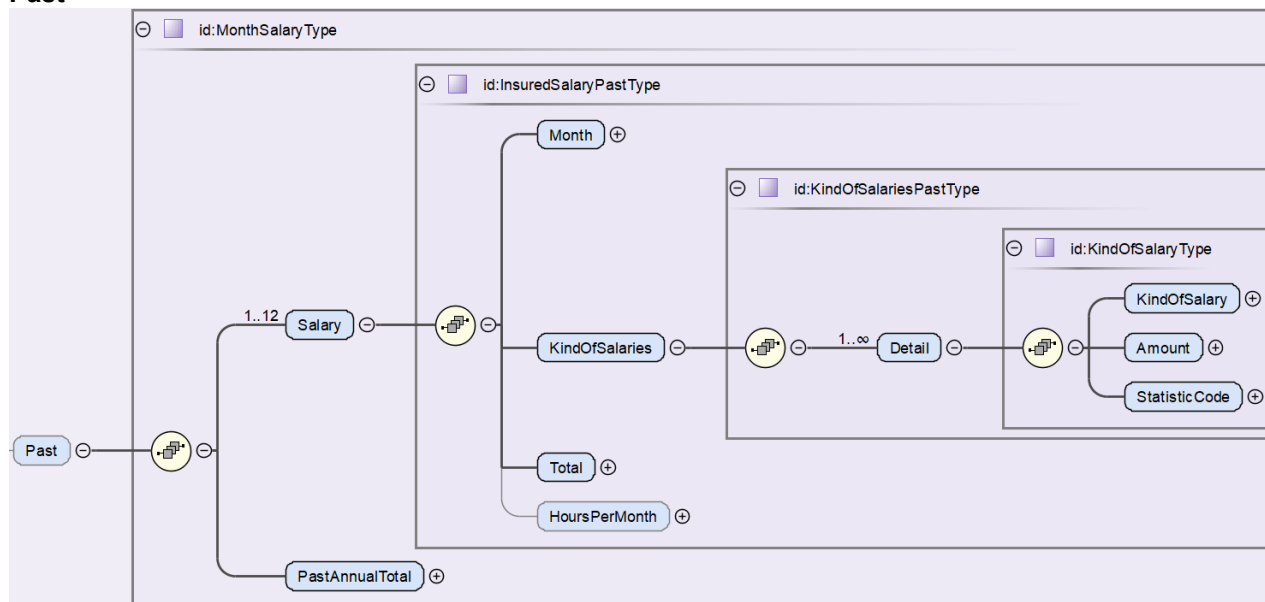 Past
id:MonthSalaryType
id:InsuredSalaryPastType
Month
id:KindOfSalariesPastType
id:KindOfSalaryType
KindOfSalary
1..12
Salary
KindOfSalaries
1..∞
Detail
Amount
StatisticCode
Past
Total
HoursPerMonth
PastAnnualTotal